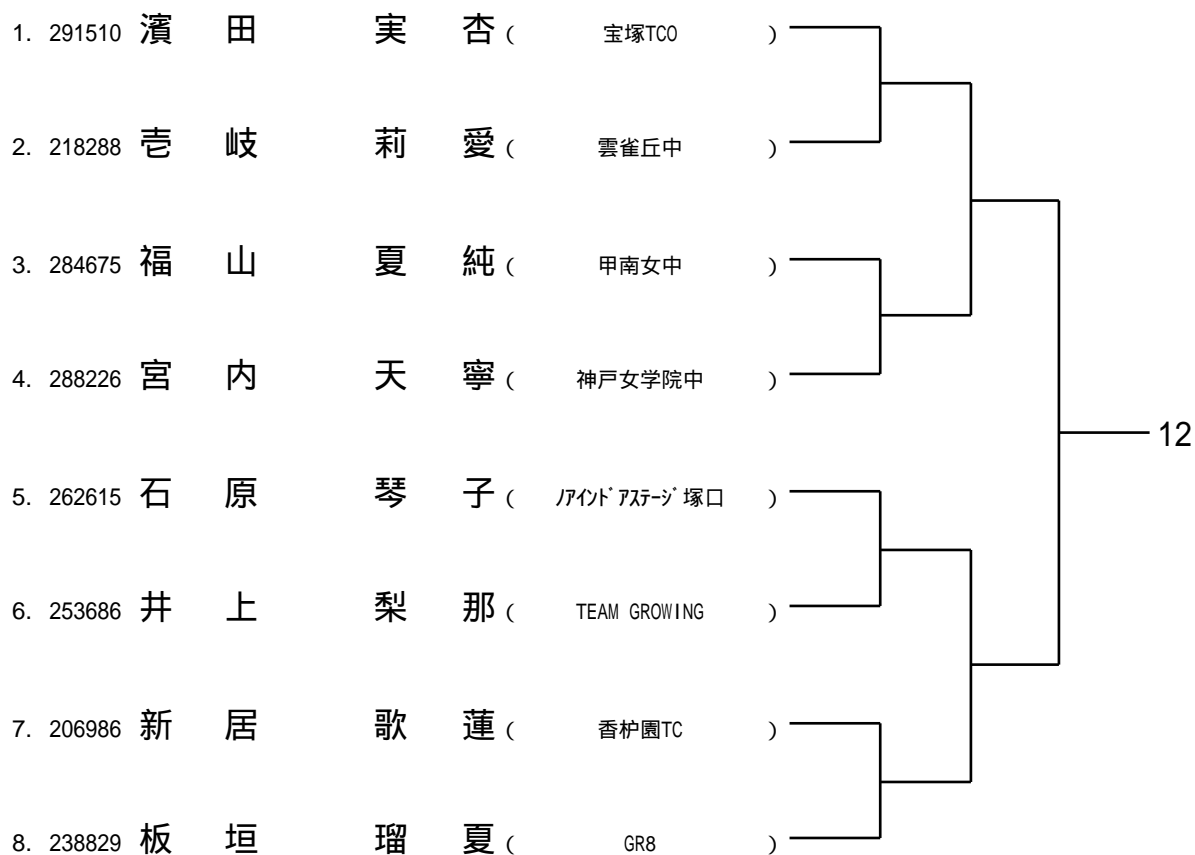 1. 291510 濱 田 実 杏 ( 宝塚TCO )
2. 218288 壱 岐 莉 愛 ( 雲雀丘中 )
3. 284675 福 山 夏 純 ( 甲南女中 )
4. 288226 宮 内 天 寧 ( 神戸女学院中 )
12
5. 262615 石 原 琴 子 ( ﾉｱｲﾝﾄﾞｱｽﾃｰｼﾞ塚口 )
6. 253686 井 上 梨 那 ( TEAM GROWING )
7. 206986 新 居 歌 蓮 ( 香枦園TC )
8. 238829 板 垣 瑠 夏 ( GR8 )